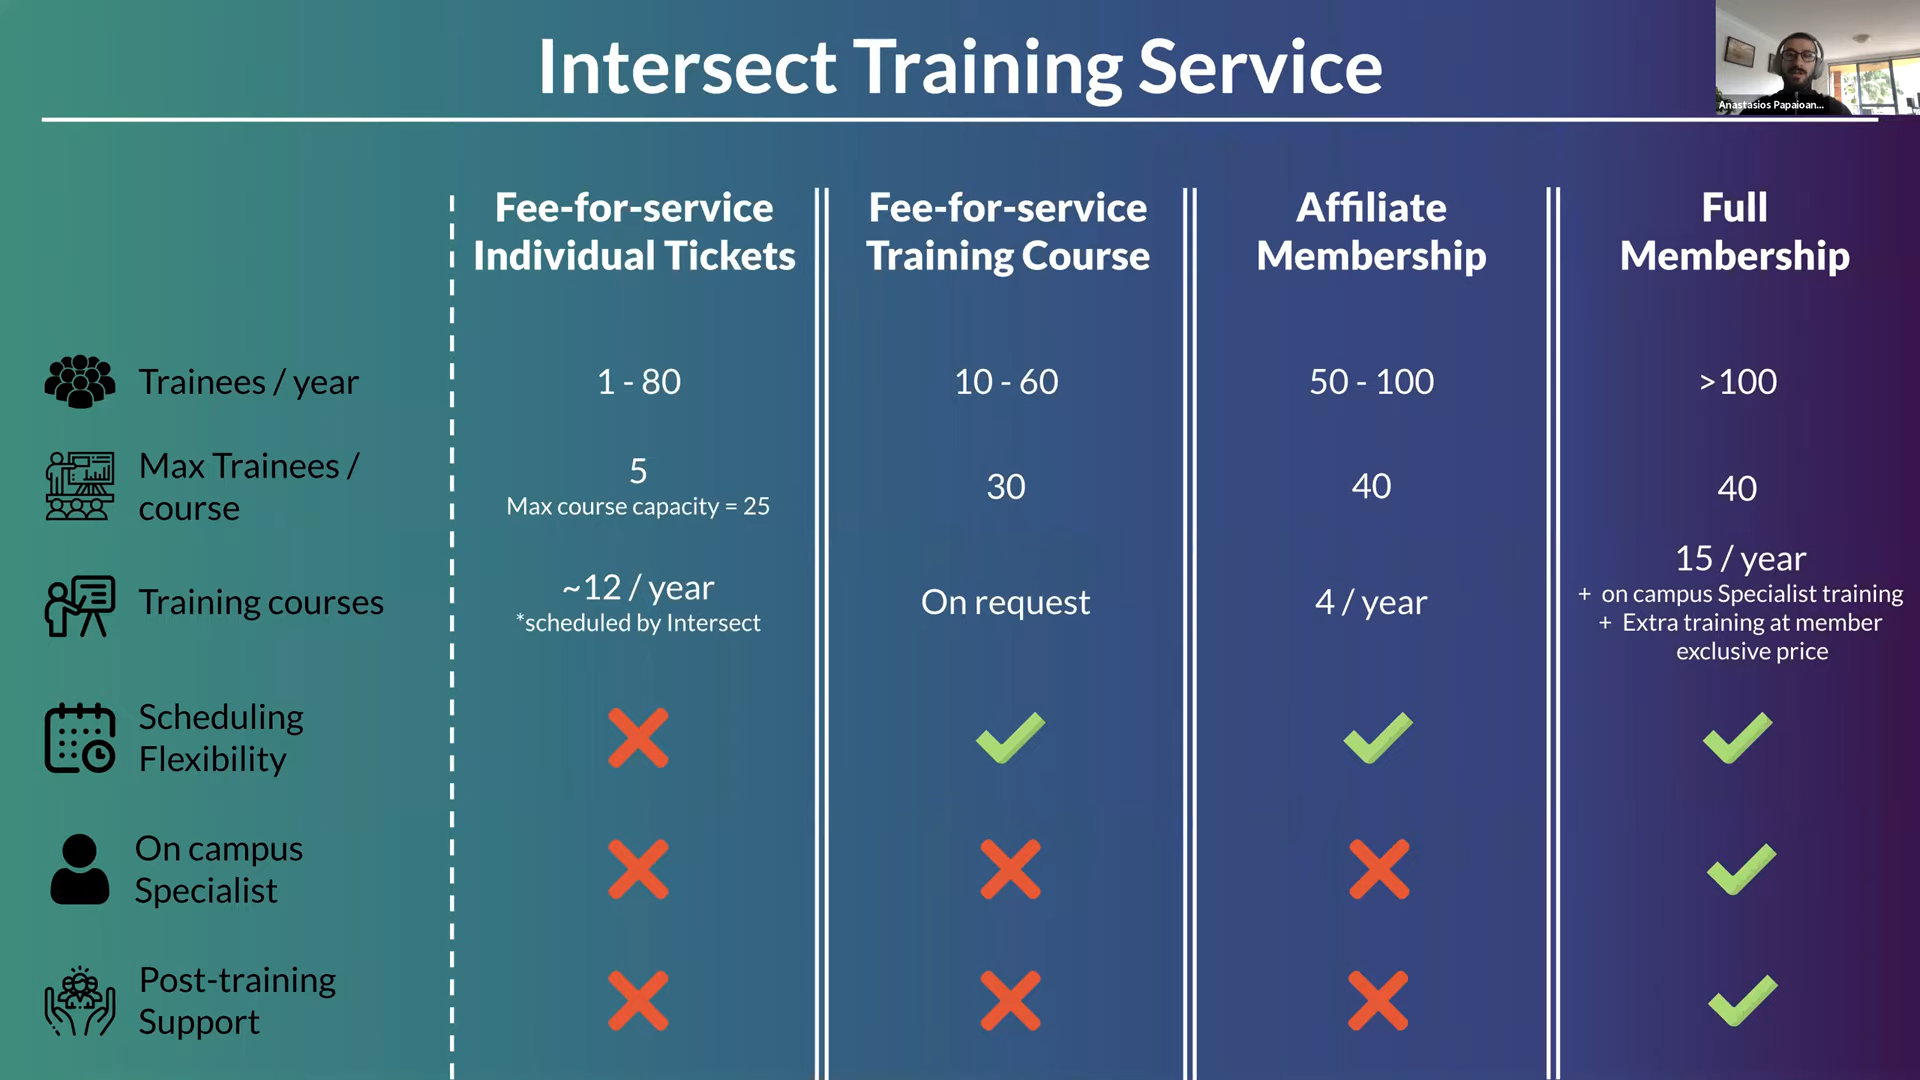 Intersect Training Service
Anastasios Papaioan...
Fee-for-service
Individual Tickets
Fee-for-service
Training Course
Affiliate
Membership
Full
Membership
Trainees / year
1 - 80
10 - 60
50 - 100
>100
Max Trainees /
course
5
Max course capacity = 25
30
40
40
Training courses
~12 / year
*scheduled by Intersect
On request
4 / year
15 / year
+ on campus Specialist training
+ Extra training at member
exclusive price
Scheduling
Flexibility
On campus
Specialist
Post-training
Support